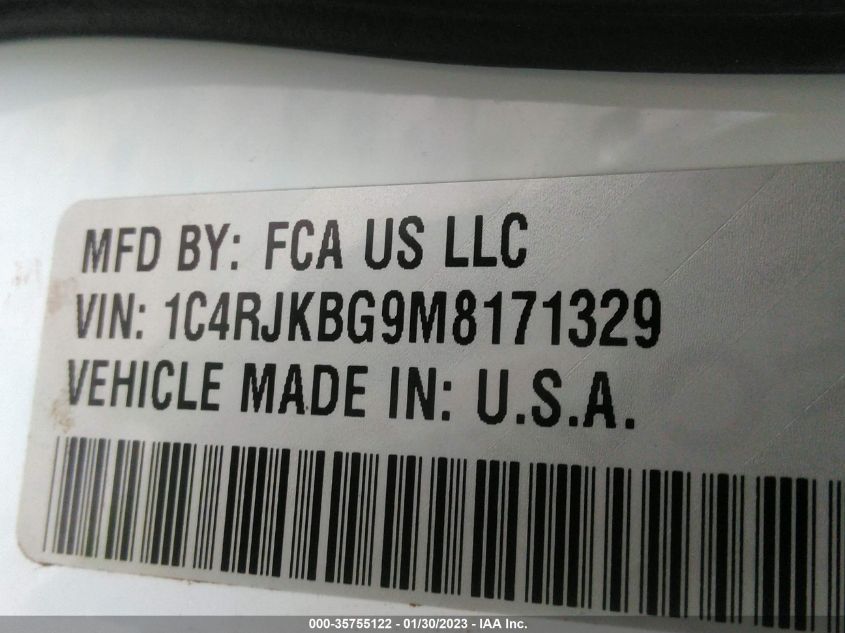 MFD BY: FCA US LLC
VIN: 1C4RJKBG9M8171329
VEHICLE MADE IN: U.S.A.
000-35755122 - 01/30/2023 - IAA Inc.